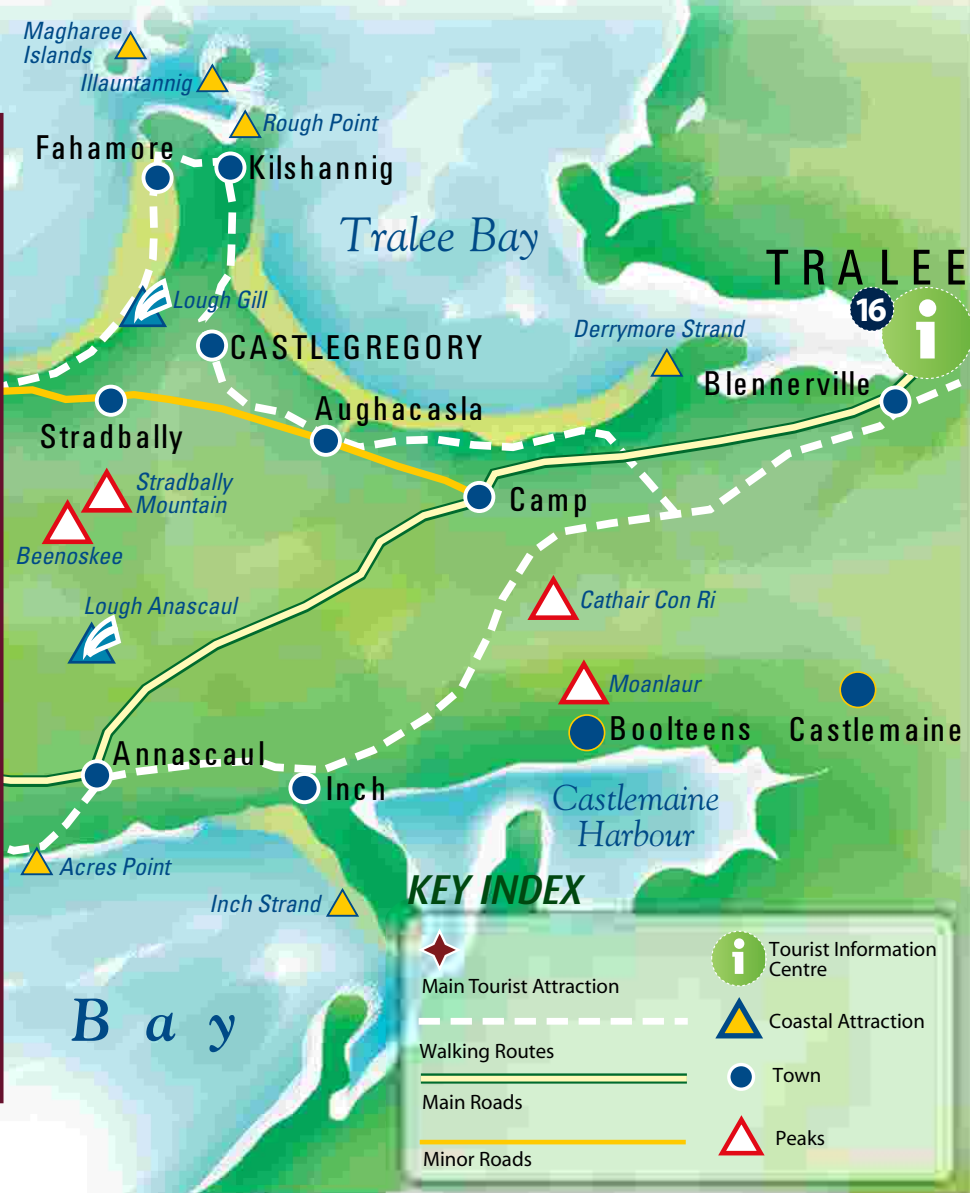 Magharee
Islands
Illauntannig
Rough Point
Fahamore
Kilshannig
Tralee Bay
TRALEE
16
i
Lough Gill
Derrymore Strand
CASTLEGREGORY
Blennerville
Aughacasla
Stradbally
Stradbally
Mountain
Camp
Beenoskee
Cathair Con Ri
Lough Anascaul
Moanlaur
Boolteens
Castlemaine
Annascaul
Inch
Castlemaine
Harbour
Acres Point
Inch Strand
Bay
KEY INDEX
Main Tourist Attraction
Walking Routes
Main Roads
Minor Roads
i
Tourist Information
Centre
Coastal Attraction
Town
Peaks